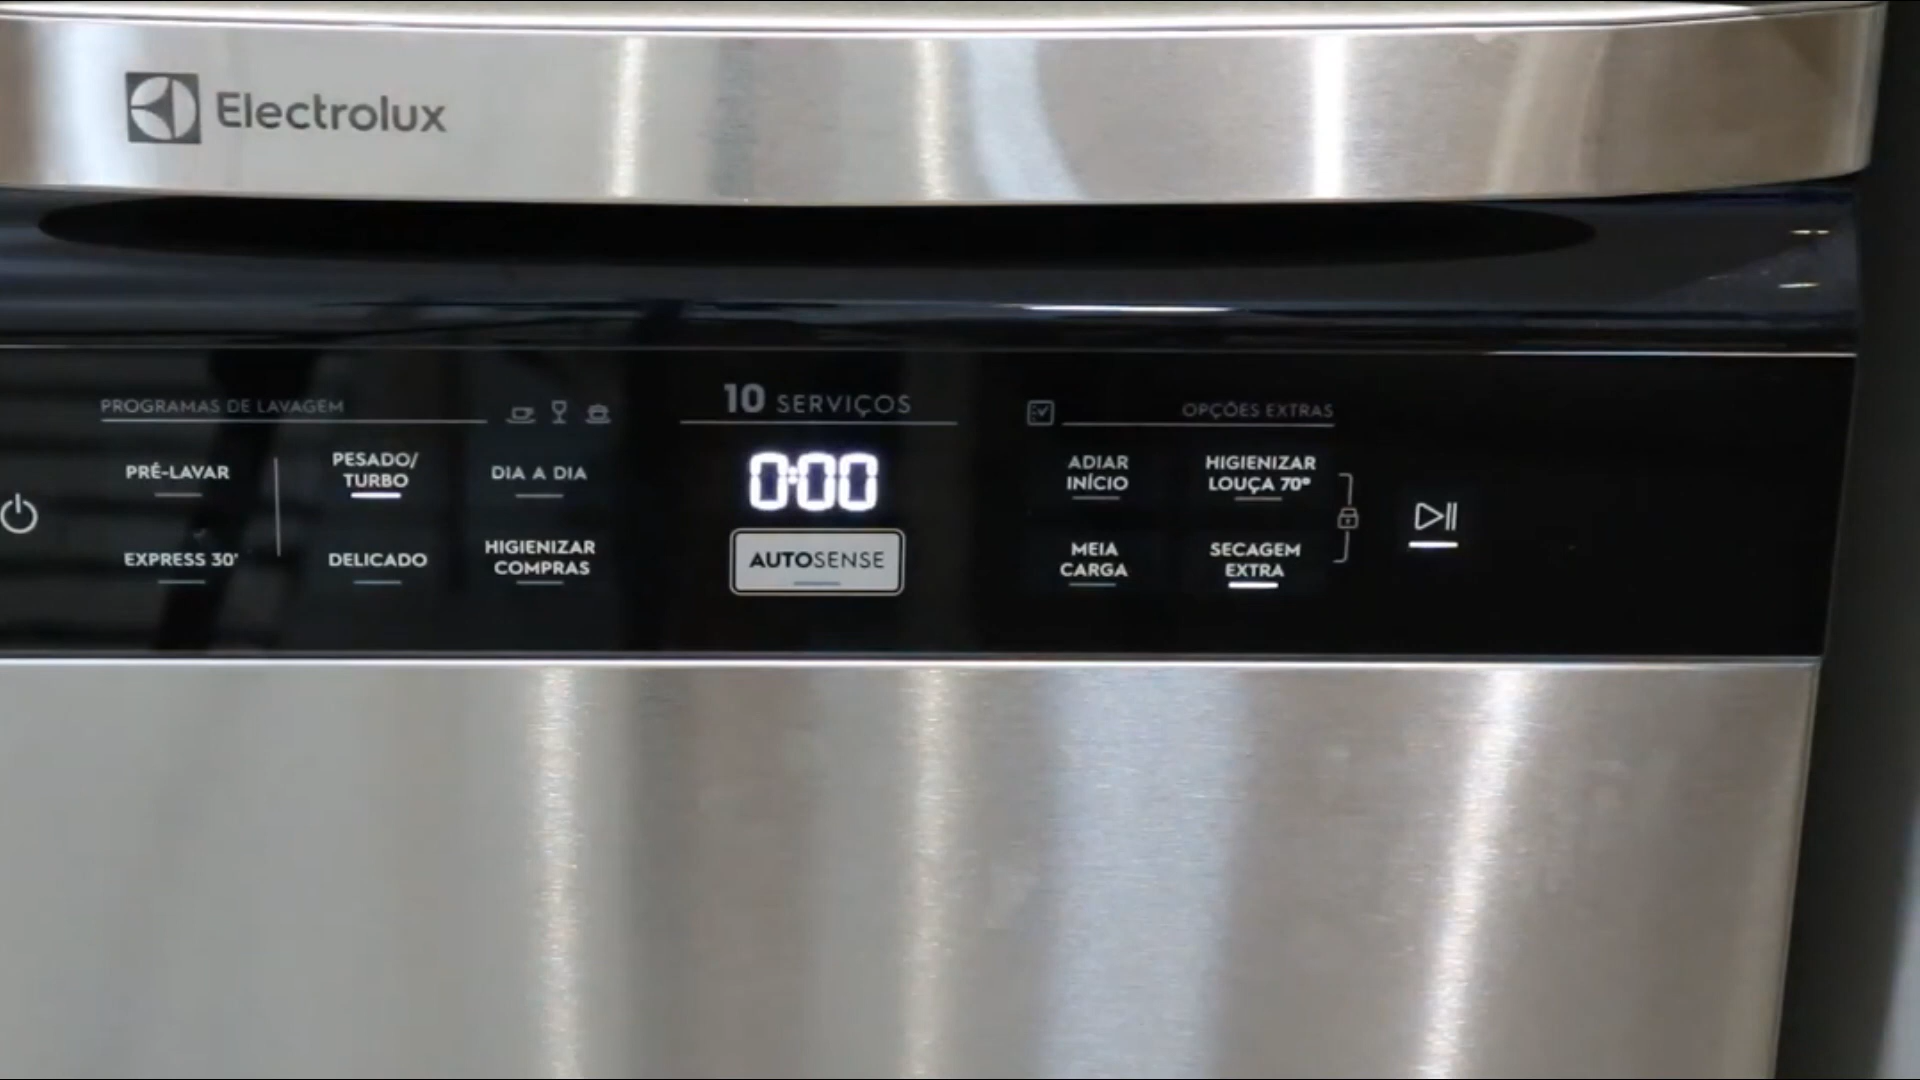 Electrolux
PROGRAMAS DE LAVAGEM
PRÉ-LAVAR
PESADO/
TURBO
DIA A DIA
EXPRESS 30'
DELICADO
HIGIENIZAR
COMPRAS
10 SERVIÇOS
0:00
AUTOSENSE
OPÇÕES EXTRAS
ADIAR
INÍCIO
HIGIENIZAR
LOUÇA 70°
MEIA
CARGA
SECAGEM
EXTRA